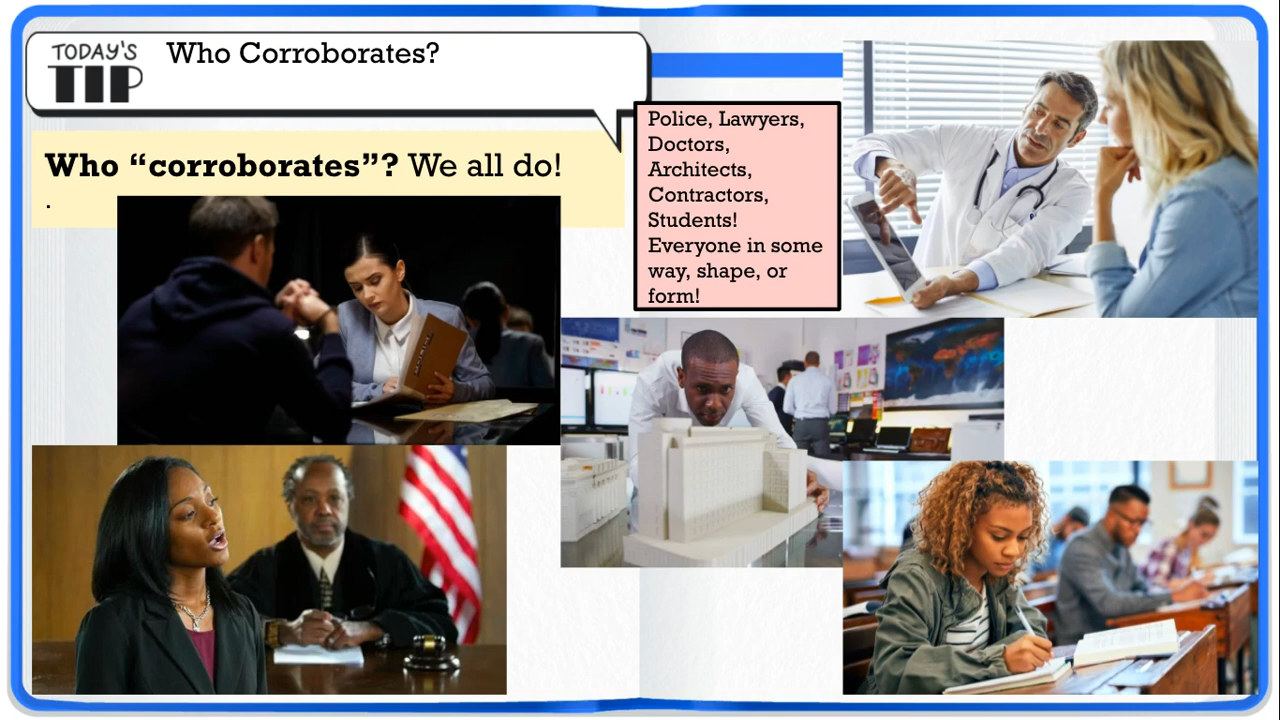 TODAY'S
TIP
Who Corroborates?
Who “corroborates”? We all do!
.
Police, Lawyers,
Doctors,
Architects,
Contractors,
Students!
Everyone in some
way, shape, or
form!